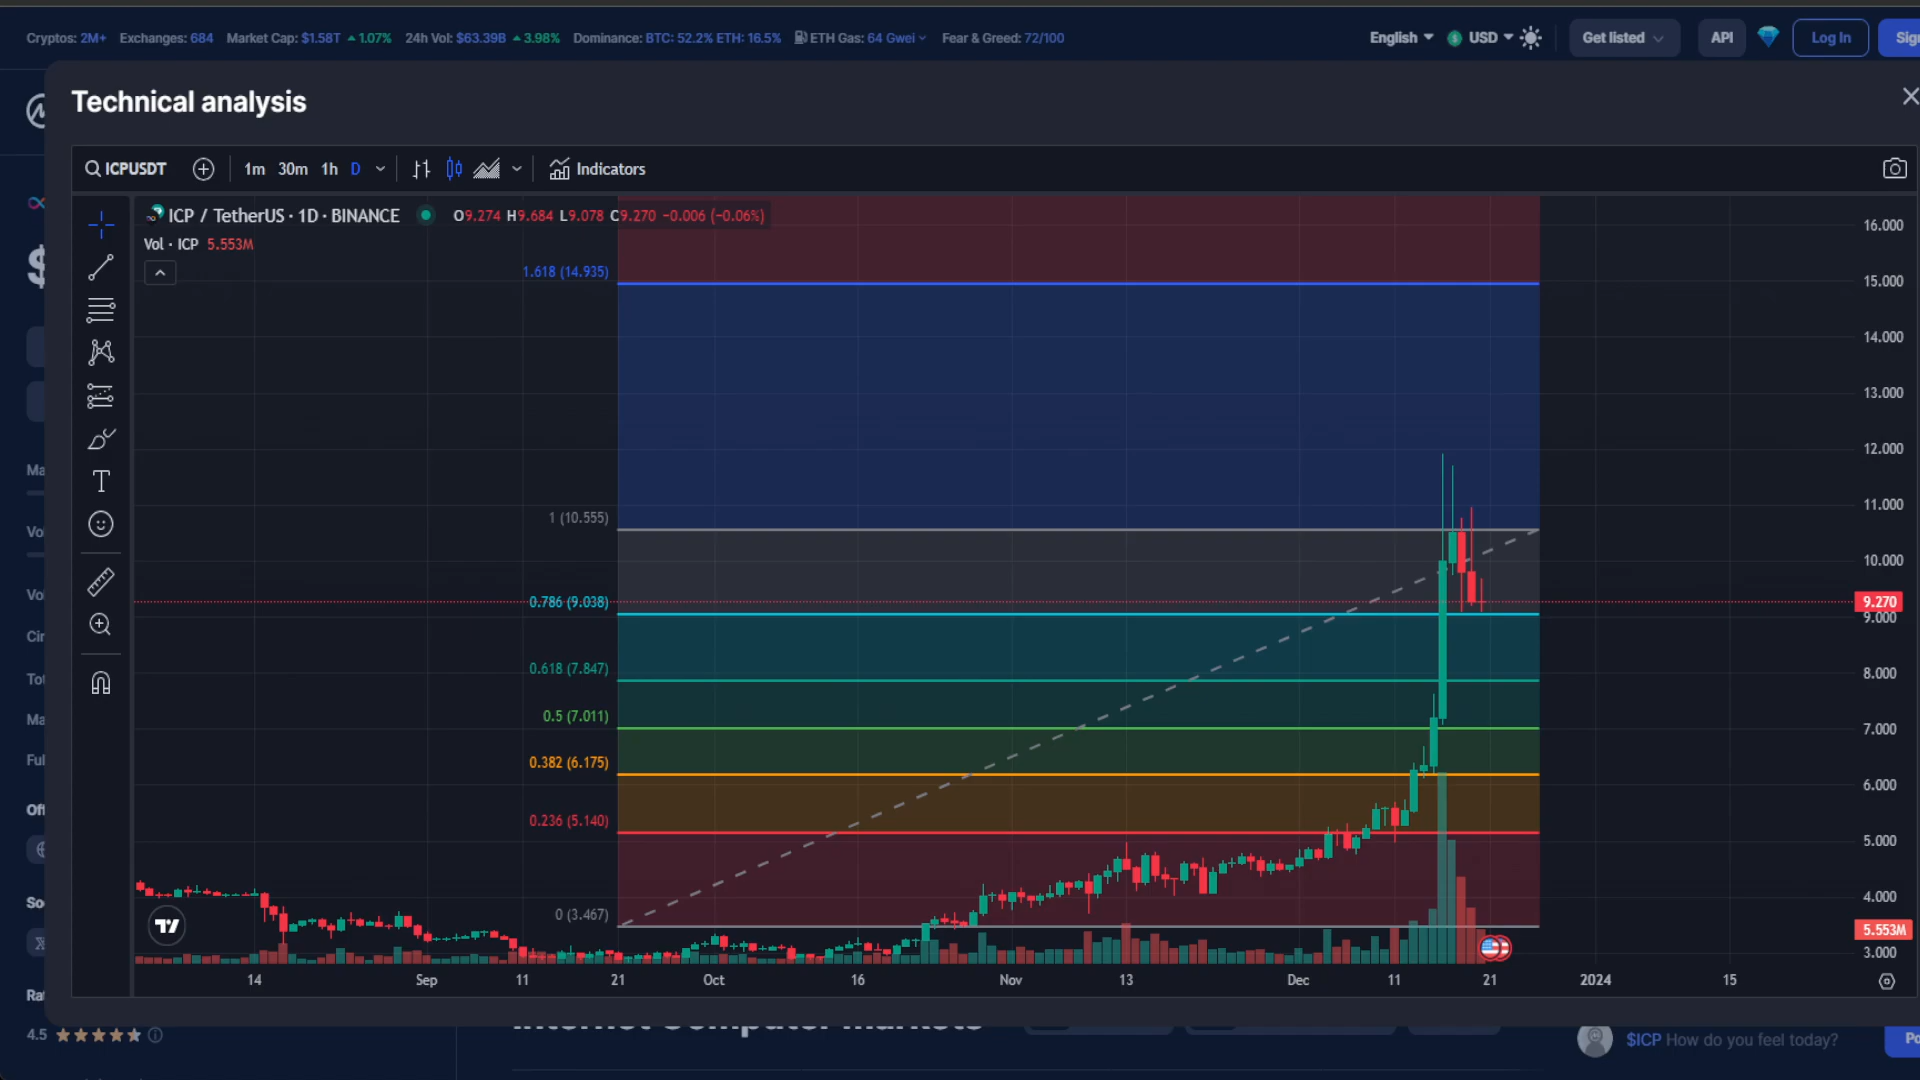 Cryptos: 2M+ Exchanges: 684 Market Cap: $1.58T 1.07% 24h Vol: $63.39B 3.98% Dominance: BTC: 52.2% ETH: 16.5% ETH Gas: 64 Gwei Fear & Greed: 72/100 English USD Get listed API Log In
Technical analysis
ICPUSDT 1m 30m 1h D Indicators
ICP / TetherUS · 1D · BINANCE O9.274 H9.684 L9.078 C9.270 −0.006 (−0.06%)
Vol · ICP 5.553M
16.000
1.618 (14.935)
15.000
14.000
13.000
12.000
11.000
1 (10.555)
10.000
0.786 (9.038)
9.270
9.000
0.618 (7.847)
8.000
0.5 (7.011)
7.000
0.382 (6.175)
6.000
0.236 (5.140)
5.000
4.000
0 (3.467)
5.553M
3.000
14 Sep 11 21 Oct 16 Nov 13 Dec 11 21 2024 15
4.5
Internet Computer markets
$ICP How do you feel today?